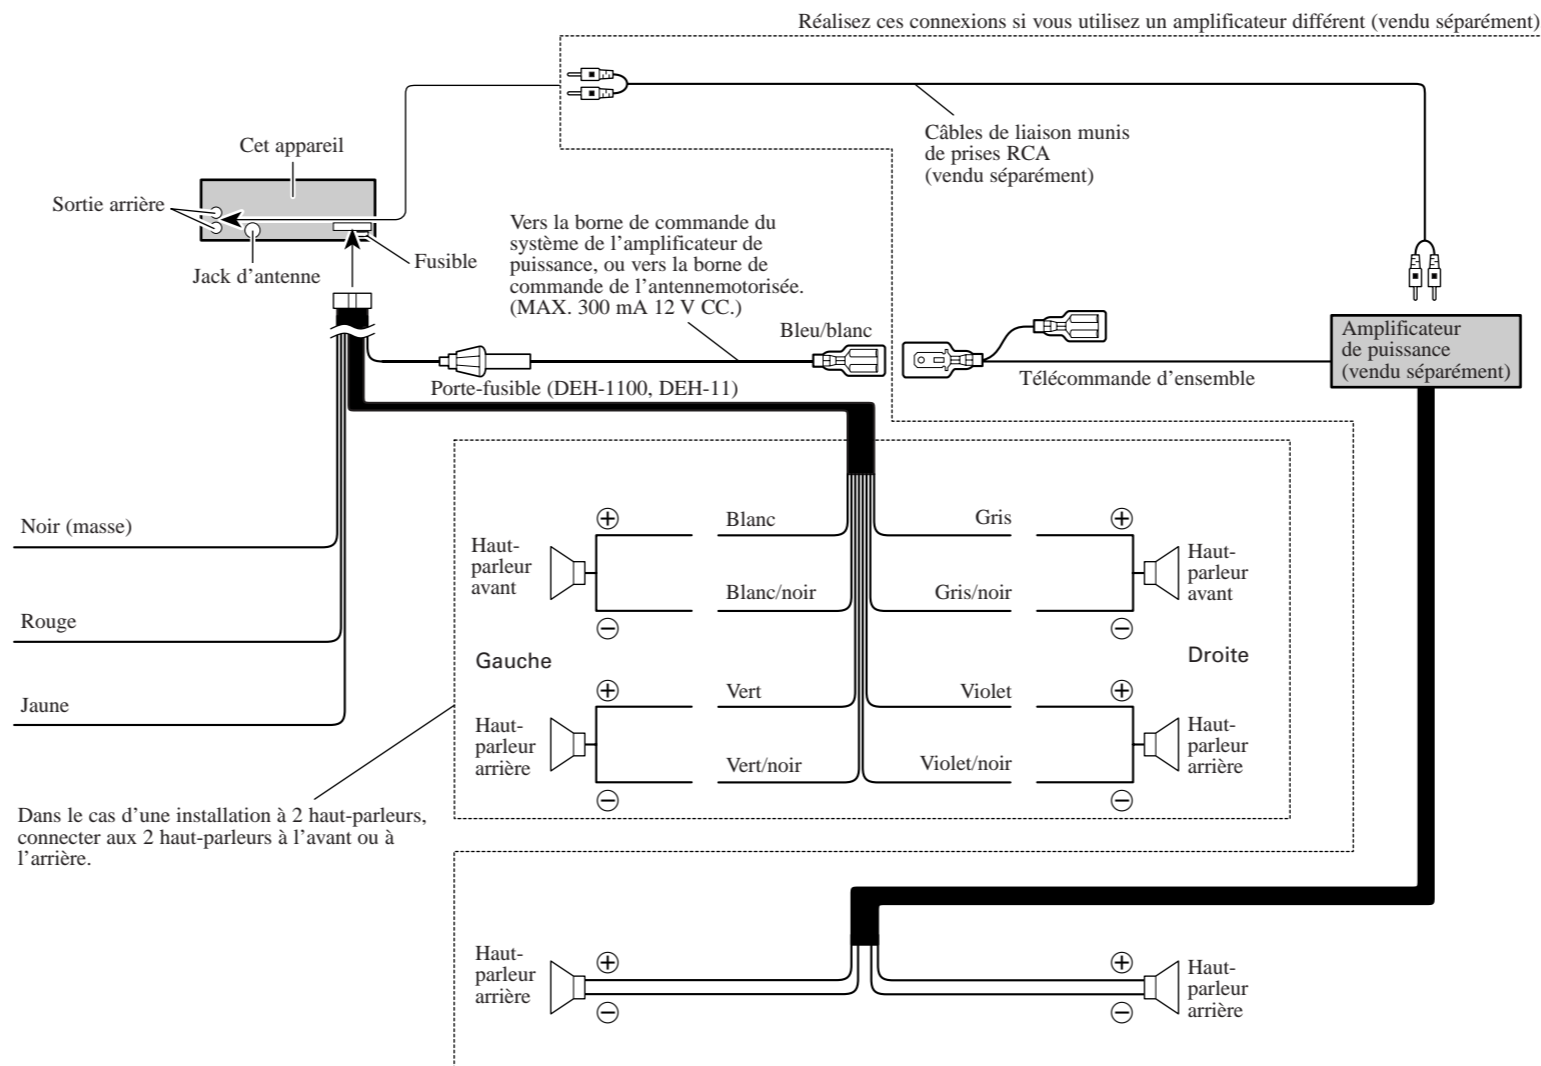 Réalisez ces connexions si vous utilisez un amplificateur différent (vendu séparément)
Câbles de liaison munis
de prises RCA
(vendu séparément)
Cet appareil
Sortie arrière
Jack d’antenne
Fusible
Vers la borne de commande du
système de l’amplificateur de
puissance, ou vers la borne de
commande de l’antennemotorisée.
(MAX. 300 mA 12 V CC.)
Bleu/blanc
Amplificateur
de puissance
(vendu séparément)
Télécommande d’ensemble
Porte-fusible (DEH-1100, DEH-11)
Noir (masse)
Rouge
Jaune
⊕
Blanc
Gris
⊕
Haut-
parleur
avant
Haut-
parleur
avant
Blanc/noir
Gris/noir
⊖
⊖
Gauche
Droite
⊕
Vert
Violet
⊕
Haut-
parleur
arrière
Haut-
parleur
arrière
Vert/noir
Violet/noir
⊖
⊖
Dans le cas d’une installation à 2 haut-parleurs,
connecter aux 2 haut-parleurs à l’avant ou à
l’arrière.
Haut-
parleur
arrière
⊕
⊖
⊕
⊖
Haut-
parleur
arrière